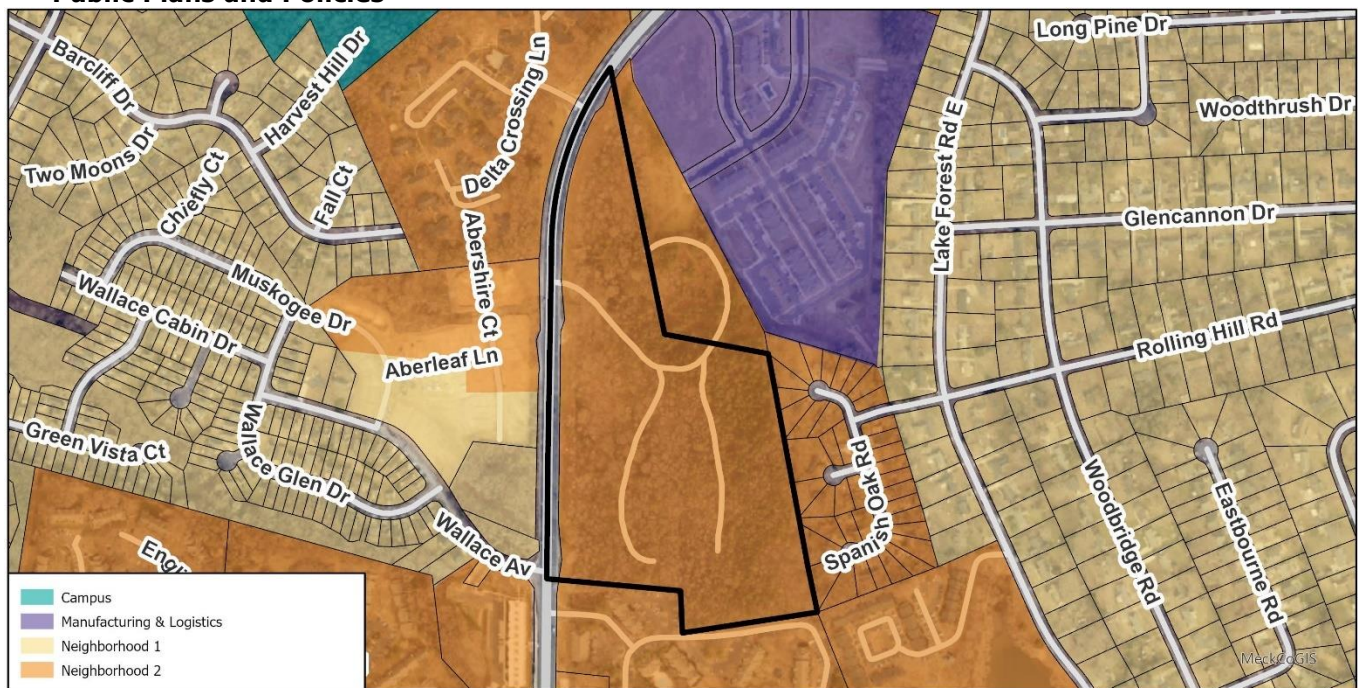 Public Plans and Policies
Long Pine Dr
Barcliff Dr
Harvest Hill Dr
Woodthrush Dr
Two Moons Dr
Chiefly Ct
Fall Ct
Delta Crossing Ln
Lake Forest Rd E
Glencannon Dr
Abershire Ct
Muskogee Dr
Wallace Cabin Dr
Aberleaf Ln
Rolling Hill Rd
Green Vista Ct
Wallace Glen Dr
Spanish Oak Rd
Woodbridge Rd
Eastbourne Rd
Wallace Av
Engli
Campus
Manufacturing & Logistics
Neighborhood 1
Neighborhood 2
MeckCoGIS